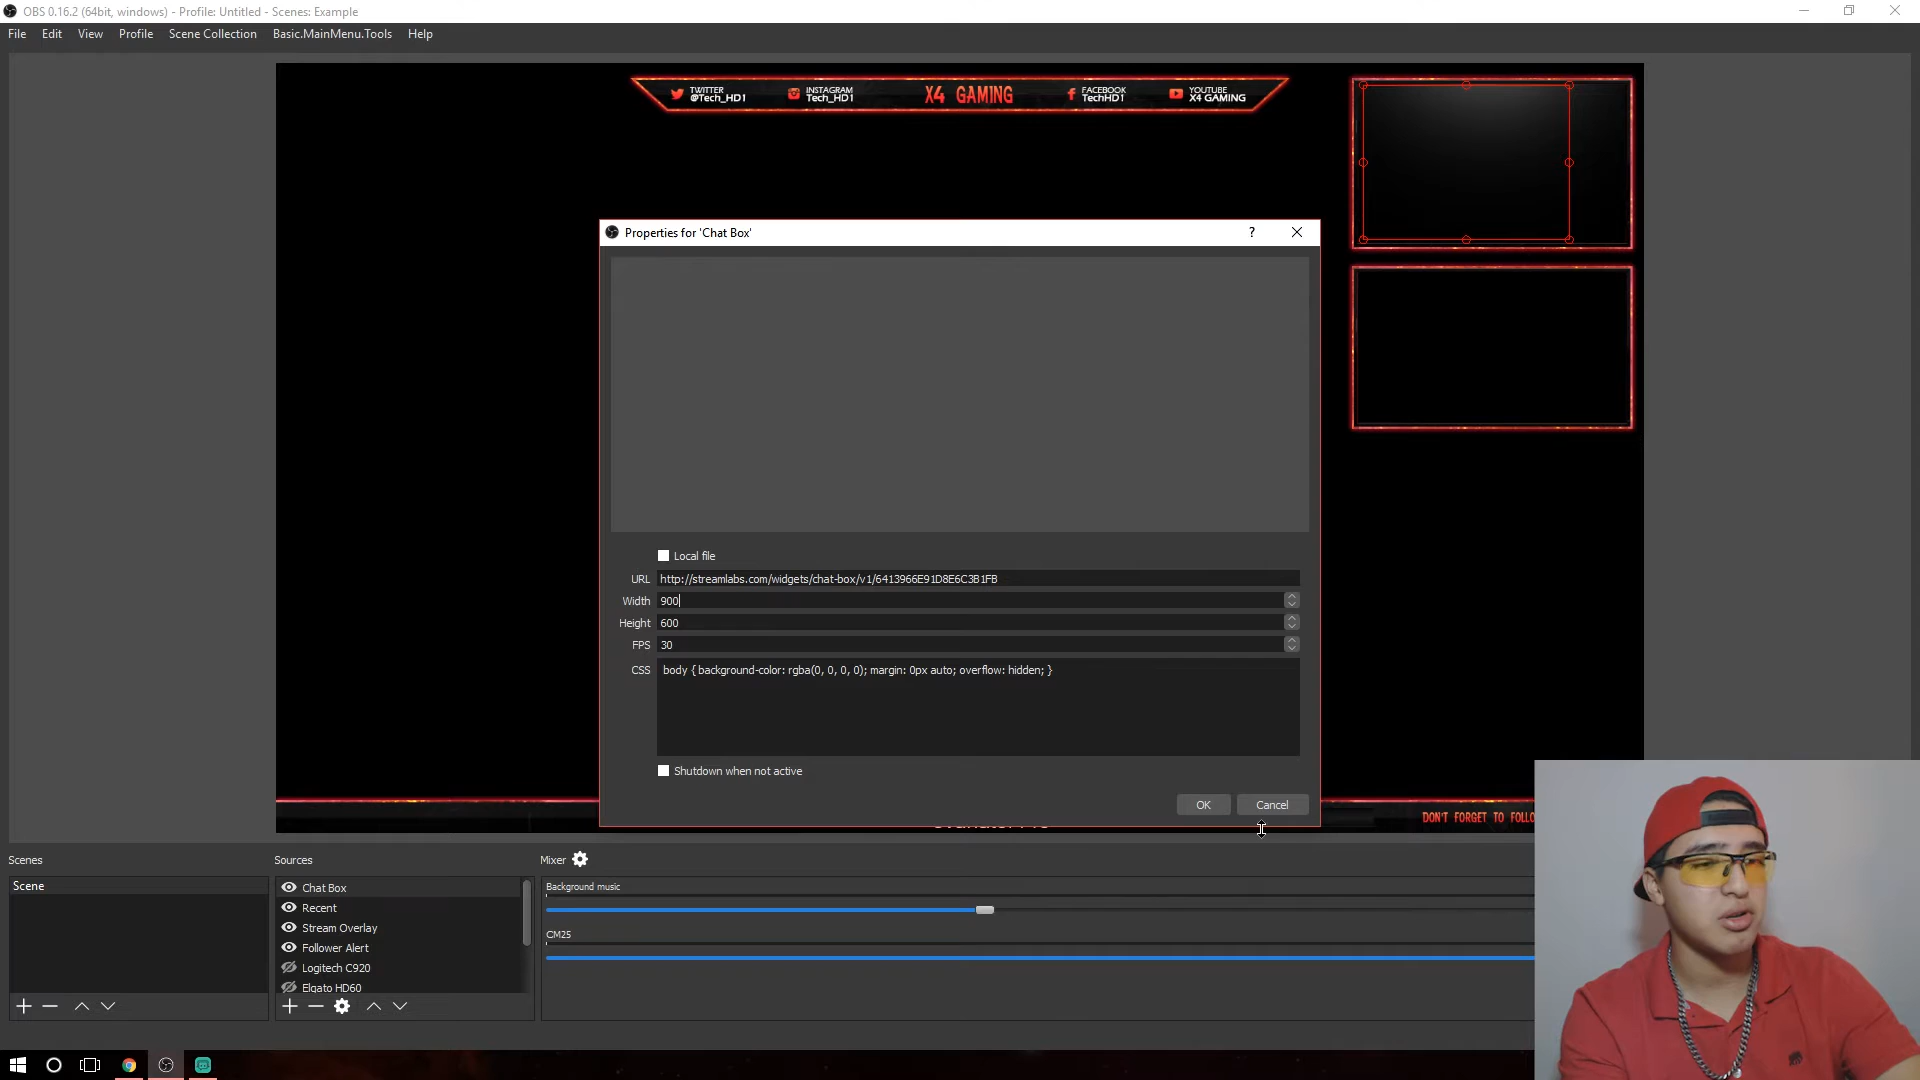 OBS 0.16.2 (64bit, windows) - Profile: Untitled - Scenes: Example
File Edit View Profile Scene Collection Basic.MainMenu.Tools Help
TWITTER
@Tech_HD1
INSTAGRAM
Tech_HD1
X4 GAMING
FACEBOOK
TechHD1
YOUTUBE
X4 GAMING
Properties for 'Chat Box'
Local file
URL http://streamlabs.com/widgets/chat-box/v1/6413966E91D8E6C3B1FB
Width 900
Height 600
FPS 30
CSS body { background-color: rgba(0, 0, 0, 0); margin: 0px auto; overflow: hidden; }
Shutdown when not active
OK Cancel
DON'T FORGET TO FOLLO
Scenes
Scene
Sources
Chat Box
Recent
Stream Overlay
Follower Alert
Logitech C920
Elgato HD60
Mixer
Background music
CM25